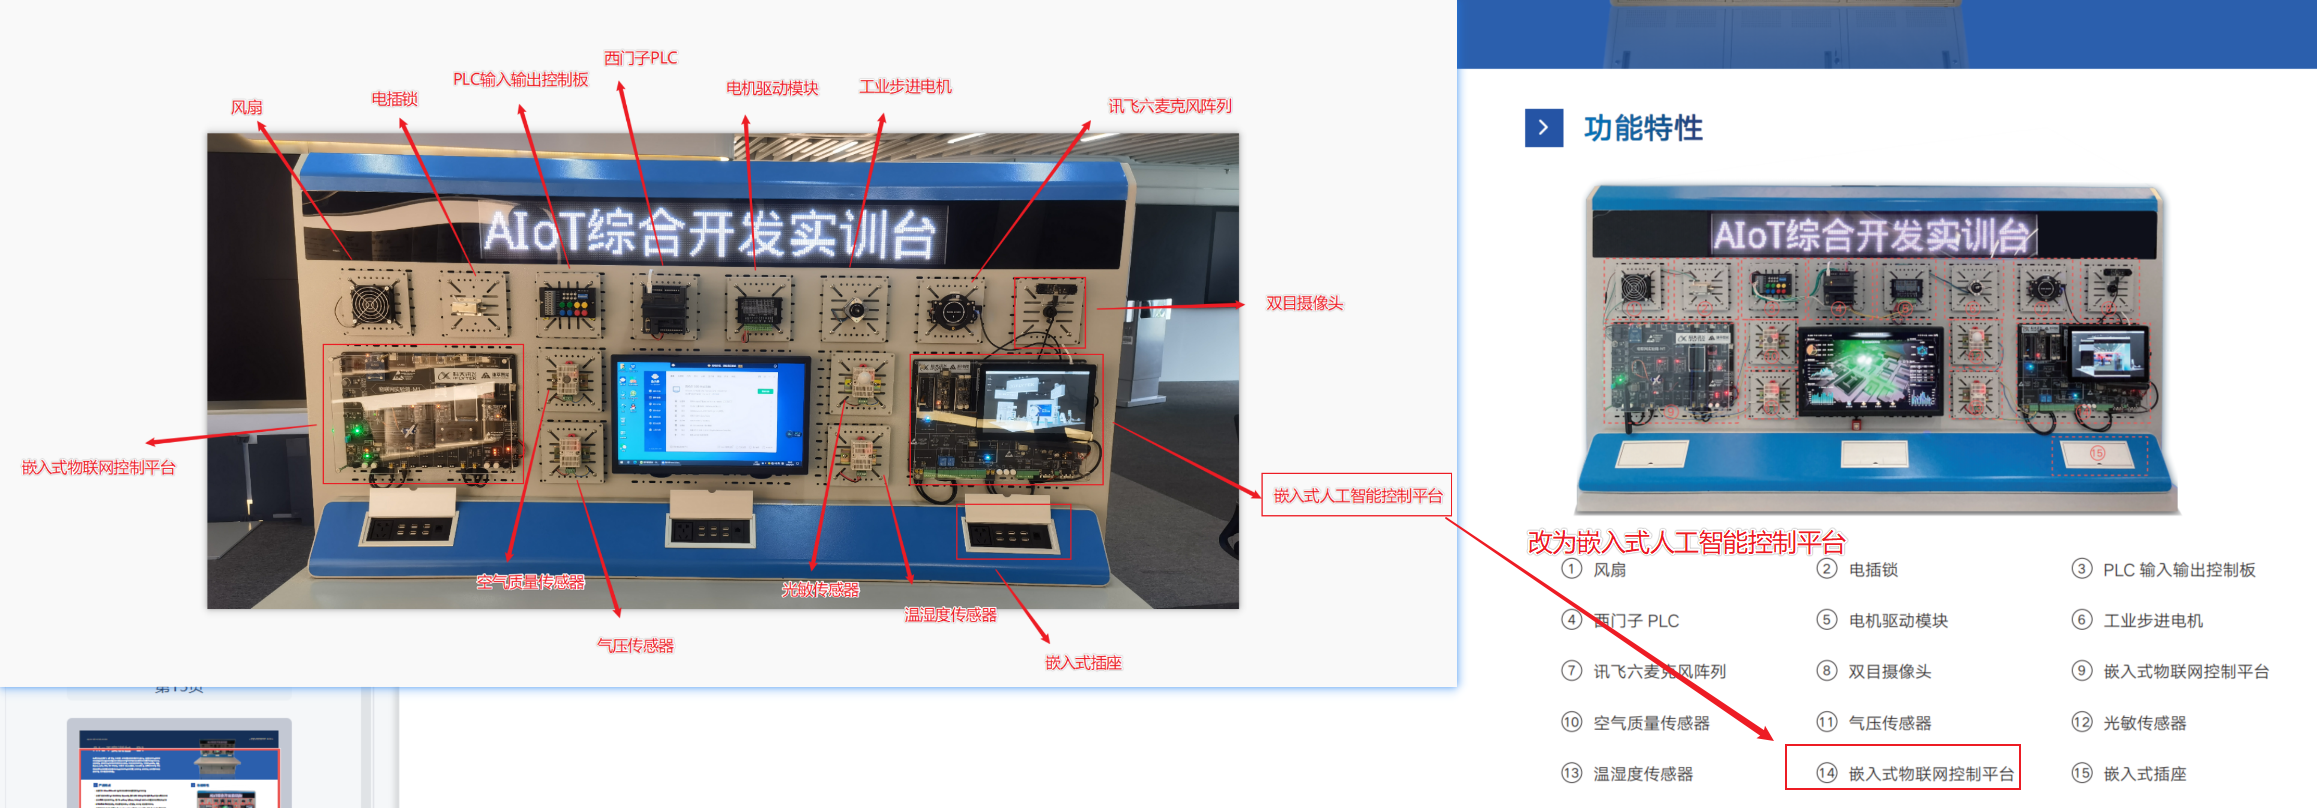 西门子PLC
PLC输入输出控制板
电机驱动模块
工业步进电机
风扇
电插锁
讯飞六麦克风阵列
AIoT综合开发实训台
双目摄像头
嵌入式物联网控制平台
嵌入式人工智能控制平台
空气质量传感器
光敏传感器
温湿度传感器
气压传感器
嵌入式插座
第15页
功能特性
AIoT综合开发实训台
15
改为嵌入式人工智能控制平台
① 风扇
② 电插锁
③ PLC 输入输出控制板
④ 西门子 PLC
⑤ 电机驱动模块
⑥ 工业步进电机
⑦ 讯飞六麦克风阵列
⑧ 双目摄像头
⑨ 嵌入式物联网控制平台
⑩ 空气质量传感器
⑪ 气压传感器
⑫ 光敏传感器
⑬ 温湿度传感器
⑭ 嵌入式物联网控制平台
⑮ 嵌入式插座